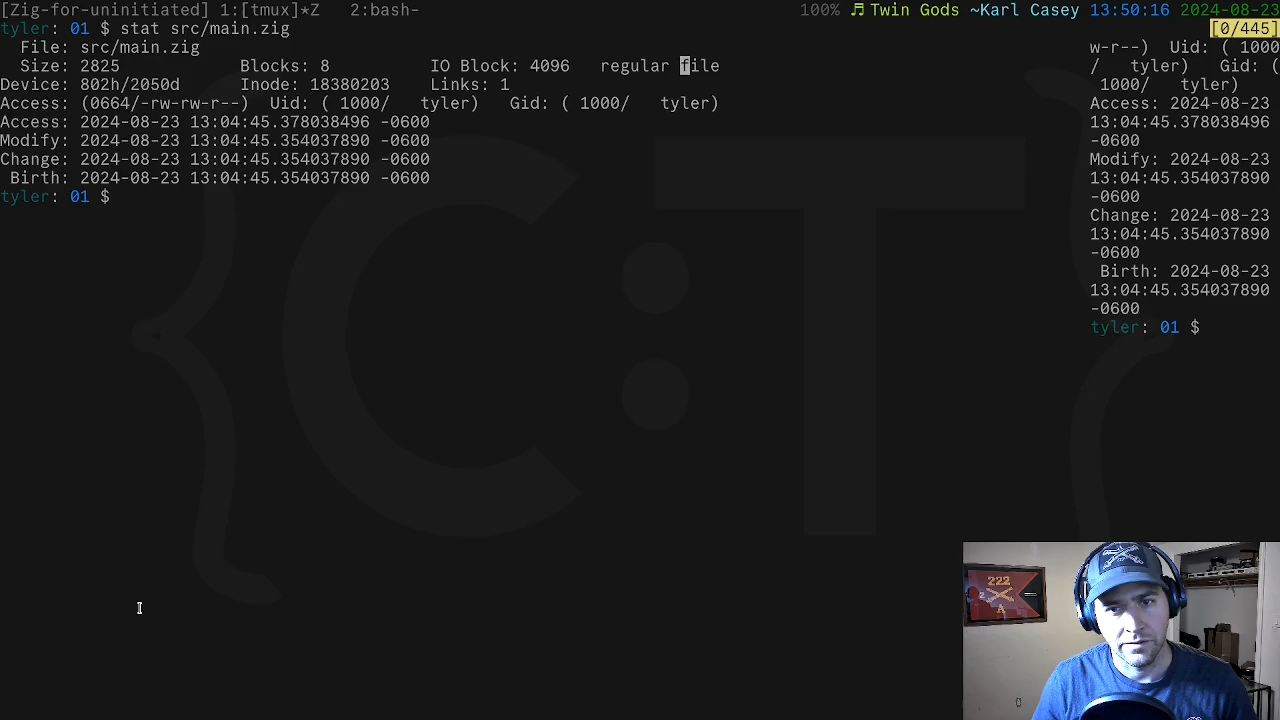 [Zig-for-uninitiated] 1:[tmux]*Z   2:bash-   100% ♫ Twin Gods ~Karl Casey 13:50:16 2024-08-23
tyler: 01 $ stat src/main.zig
[0/445]
  File: src/main.zig
  Size: 2825            Blocks: 8          IO Block: 4096   regular file
Device: 802h/2050d      Inode: 18380203    Links: 1
Access: (0664/-rw-rw-r--)  Uid: ( 1000/   tyler)   Gid: ( 1000/   tyler)
Access: 2024-08-23 13:04:45.378038496 -0600
Modify: 2024-08-23 13:04:45.354037890 -0600
Change: 2024-08-23 13:04:45.354037890 -0600
 Birth: 2024-08-23 13:04:45.354037890 -0600
tyler: 01 $
w-r--)  Uid: ( 1000
/   tyler)   Gid: (
 1000/   tyler)
Access: 2024-08-23
13:04:45.378038496
-0600
Modify: 2024-08-23
13:04:45.354037890
-0600
Change: 2024-08-23
13:04:45.354037890
-0600
 Birth: 2024-08-23
13:04:45.354037890
-0600
tyler: 01 $
{C:T}
222
2
A